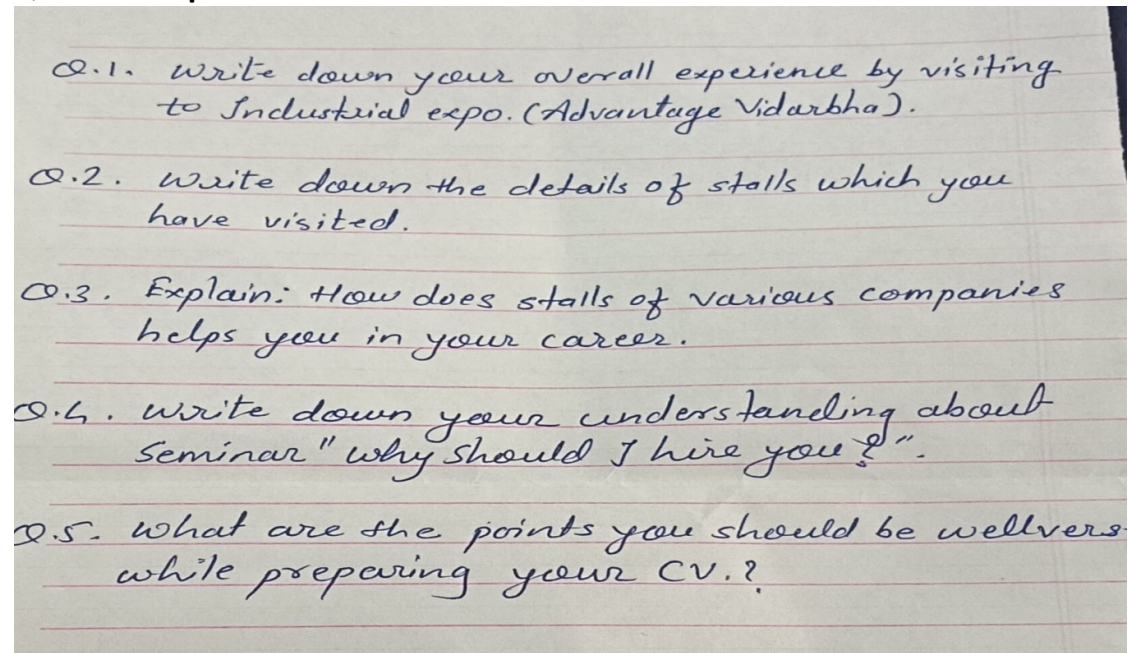 Q.1. Write down your overall experience by visiting
to Industrial expo. (Advantage Vidarbha).
Q.2. Write down the details of stalls which you
have visited.
Q.3. Explain: How does stalls of various companies
helps you in your career.
Q.4. Write down your understanding about
Seminar "why should I hire you?".
Q.5. What are the points you should be wellvers
while preparing your CV.?